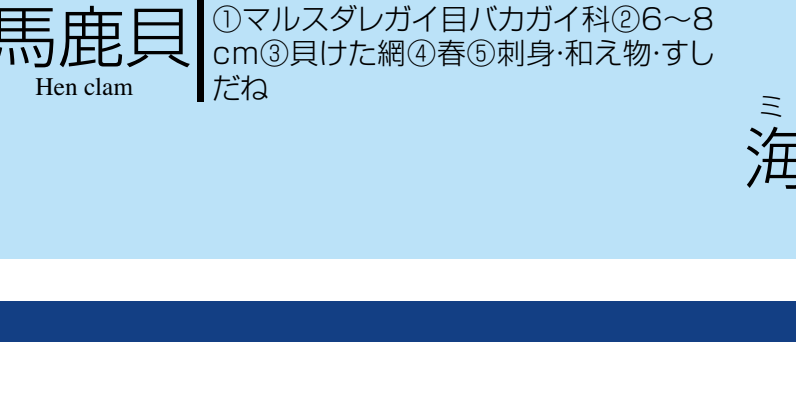 馬鹿貝
Hen clam
①マルスダレガイ目バカガイ科②6～8
cm③貝けた網④春⑤刺身･和え物･すし
だね
ミ
海